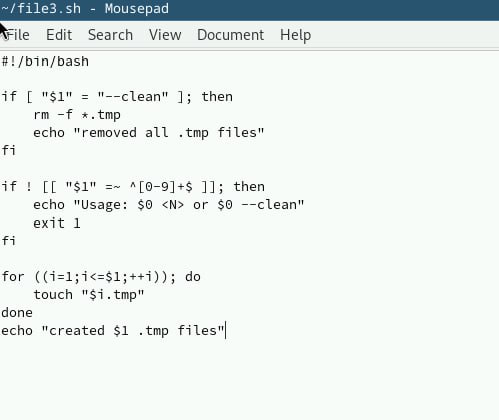 ~/file3.sh - Mousepad
File Edit Search View Document Help
#!/bin/bash
if [ "$1" = "--clean" ]; then
    rm -f *.tmp
    echo "removed all .tmp files"
fi
if ! [[ "$1" =~ ^[0-9]+$ ]]; then
    echo "Usage: $0 <N> or $0 --clean"
    exit 1
fi
for ((i=1;i<=$1;++i)); do
    touch "$i.tmp"
done
echo "created $1 .tmp files"